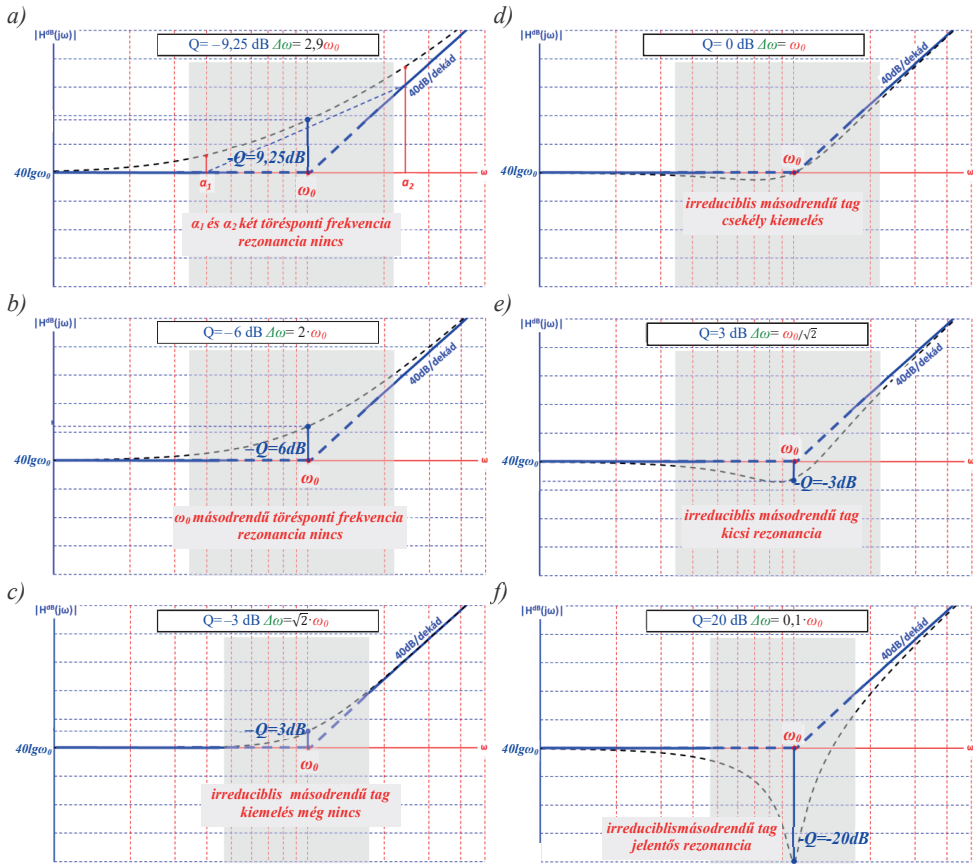 a)
|H^dB(jω)|
Q= −9,25 dB Δω= 2,9ω₀
40dB/dekád
-Q=9,25dB
40lgω₀
α₁
ω₀
α₂
ω
α₁ és α₂ két törésponti frekvencia
rezonancia nincs
b)
|H^dB(jω)|
Q= −6 dB Δω= 2·ω₀
40dB/dekád
−Q=6dB
40lgω₀
ω₀
ω
ω₀ másodrendű törésponti frekvencia
rezonancia nincs
c)
|H^dB(jω)|
Q= −3 dB Δω=√2·ω₀
40dB/dekád
−Q=3dB
40lgω₀
ω₀
ω
irreduciblis másodrendű tag
kiemelés még nincs
d)
|H^dB(jω)|
Q= 0 dB Δω= ω₀
40dB/dekád
40lgω₀
ω₀
ω
irreduciblis másodrendű tag
csekély kiemelés
e)
|H^dB(jω)|
Q=3 dB Δω= ω₀/√2
40dB/dekád
ω₀
40lgω₀
ω
-Q=-3dB
irreduciblis másodrendű tag
kicsi rezonancia
f)
|H^dB(jω)|
Q=20 dB Δω= 0,1·ω₀
40dB/dekád
ω₀
40lgω₀
ω
irreduciblismásodrendű tag
jelentős rezonancia
-Q=-20dB